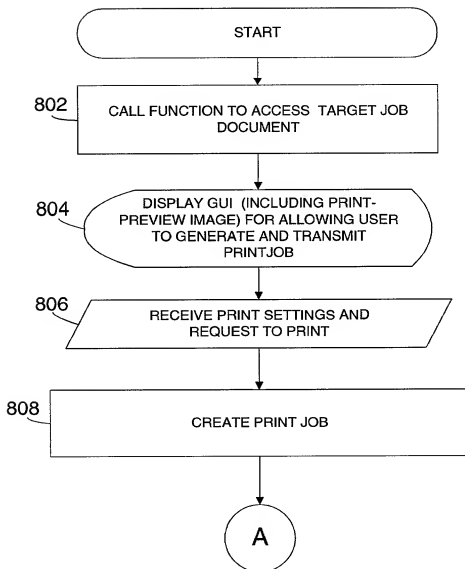 START
802
CALL FUNCTION TO ACCESS TARGET JOB
DOCUMENT
804
DISPLAY GUI (INCLUDING PRINT-
PREVIEW IMAGE) FOR ALLOWING USER
TO GENERATE AND TRANSMIT
PRINTJOB
806
RECEIVE PRINT SETTINGS AND
REQUEST TO PRINT
808
CREATE PRINT JOB
A